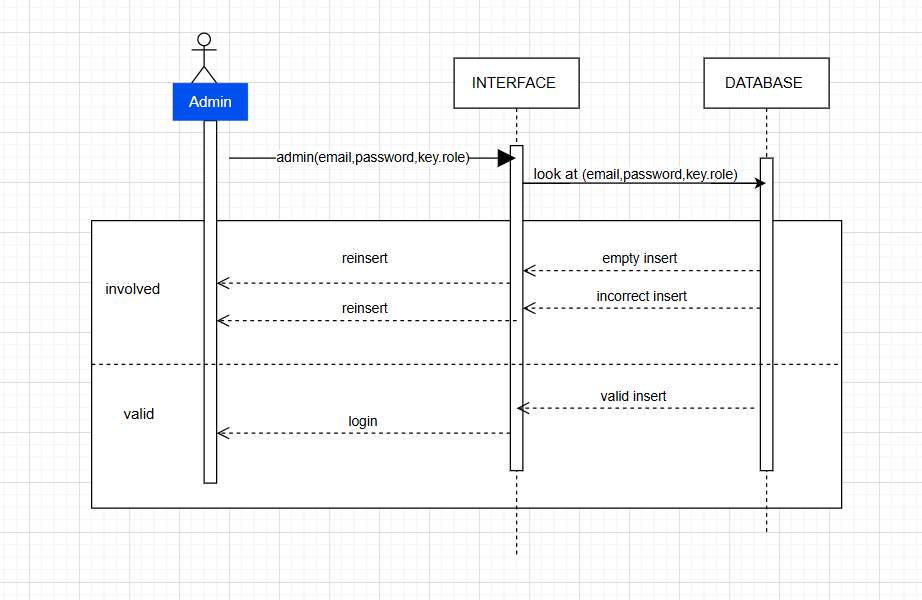 INTERFACE
DATABASE
Admin
admin(email,password,key.role)
look at (email,password,key.role)
reinsert
empty insert
involved
incorrect insert
reinsert
valid insert
valid
login